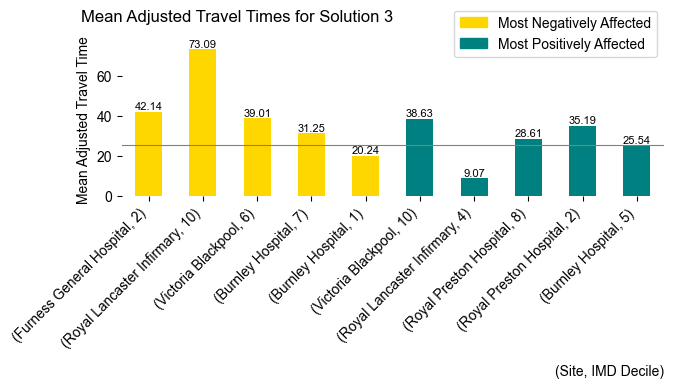 Mean Adjusted Travel Times for Solution 3
Most Negatively Affected
Most Positively Affected
Mean Adjusted Travel Time
60
40
20
0
42.14
73.09
39.01
31.25
20.24
38.63
9.07
28.61
35.19
25.54
(Furness General Hospital, 2)
(Royal Lancaster Infirmary, 10)
(Victoria Blackpool, 6)
(Burnley Hospital, 7)
(Burnley Hospital, 1)
(Victoria Blackpool, 10)
(Royal Lancaster Infirmary, 4)
(Royal Preston Hospital, 8)
(Royal Preston Hospital, 2)
(Burnley Hospital, 5)
(Site, IMD Decile)